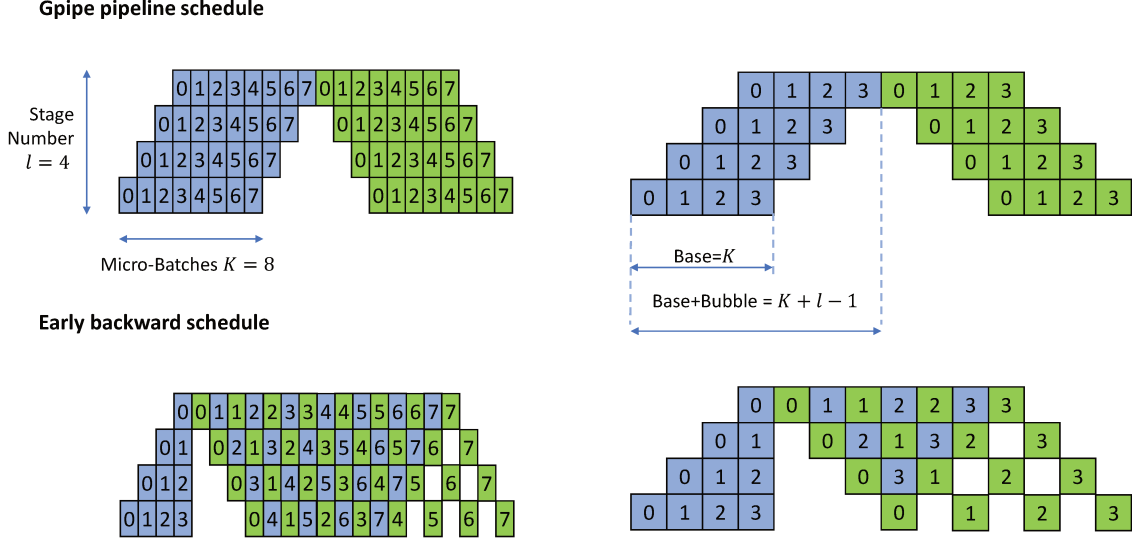 Gpipe pipeline schedule
0 1 2 3 4 5 6 7 0 1 2 3 4 5 6 7
0 1 2 3 4 5 6 7 0 1 2 3 4 5 6 7
0 1 2 3 4 5 6 7 0 1 2 3 4 5 6 7
0 1 2 3 4 5 6 7 0 1 2 3 4 5 6 7
Stage
Number
l = 4
Micro-Batches K = 8
0 1 2 3 0 1 2 3
0 1 2 3 0 1 2 3
0 1 2 3 0 1 2 3
0 1 2 3 0 1 2 3
Base=K
Base+Bubble = K + l − 1
Early backward schedule
0 0 1 1 2 2 3 3 4 4 5 5 6 6 7 7
0 1 0 2 1 3 2 4 3 5 4 6 5 7 6 7
0 1 2 0 3 1 4 2 5 3 6 4 7 5 6 7
0 1 2 3 0 4 1 5 2 6 3 7 4 5 6 7
0 0 1 1 2 2 3 3
0 1 0 2 1 3 2 3
0 1 2 0 3 1 2 3
0 1 2 3 0 1 2 3